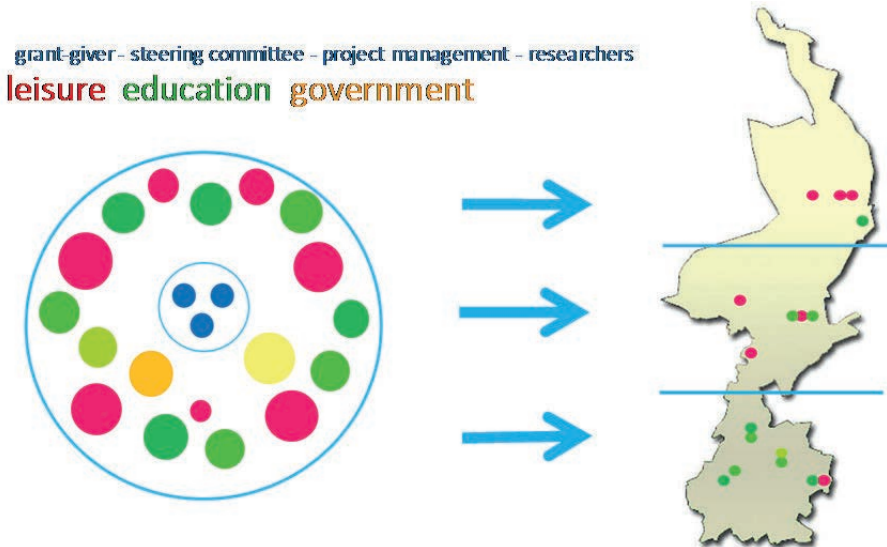 grant-giver - steering committee - project management - researchers
leisure education government